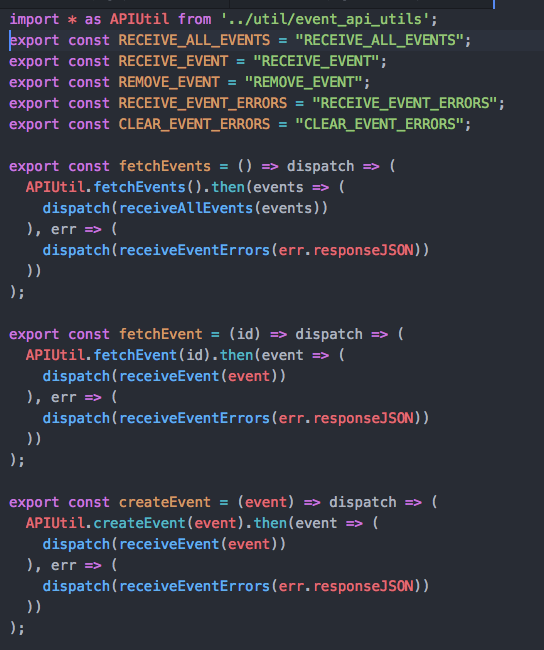 import * as APIUtil from '../util/event_api_utils';
export const RECEIVE_ALL_EVENTS = "RECEIVE_ALL_EVENTS";
export const RECEIVE_EVENT = "RECEIVE_EVENT";
export const REMOVE_EVENT = "REMOVE_EVENT";
export const RECEIVE_EVENT_ERRORS = "RECEIVE_EVENT_ERRORS";
export const CLEAR_EVENT_ERRORS = "CLEAR_EVENT_ERRORS";

export const fetchEvents = () => dispatch => (
  APIUtil.fetchEvents().then(events => (
    dispatch(receiveAllEvents(events))
  ), err => (
    dispatch(receiveEventErrors(err.responseJSON))
  ))
);

export const fetchEvent = (id) => dispatch => (
  APIUtil.fetchEvent(id).then(event => (
    dispatch(receiveEvent(event))
  ), err => (
    dispatch(receiveEventErrors(err.responseJSON))
  ))
);

export const createEvent = (event) => dispatch => (
  APIUtil.createEvent(event).then(event => (
    dispatch(receiveEvent(event))
  ), err => (
    dispatch(receiveEventErrors(err.responseJSON))
  ))
);